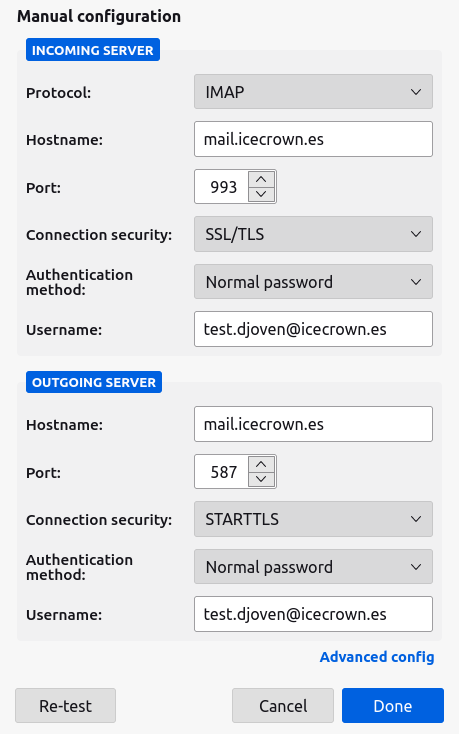 Manual configuration
INCOMING SERVER
Protocol: IMAP
Hostname: mail.icecrown.es
Port: 993
Connection security: SSL/TLS
Authentication method: Normal password
Username: test.djoven@icecrown.es
OUTGOING SERVER
Hostname: mail.icecrown.es
Port: 587
Connection security: STARTTLS
Authentication method: Normal password
Username: test.djoven@icecrown.es
Advanced config
Re-test Cancel Done